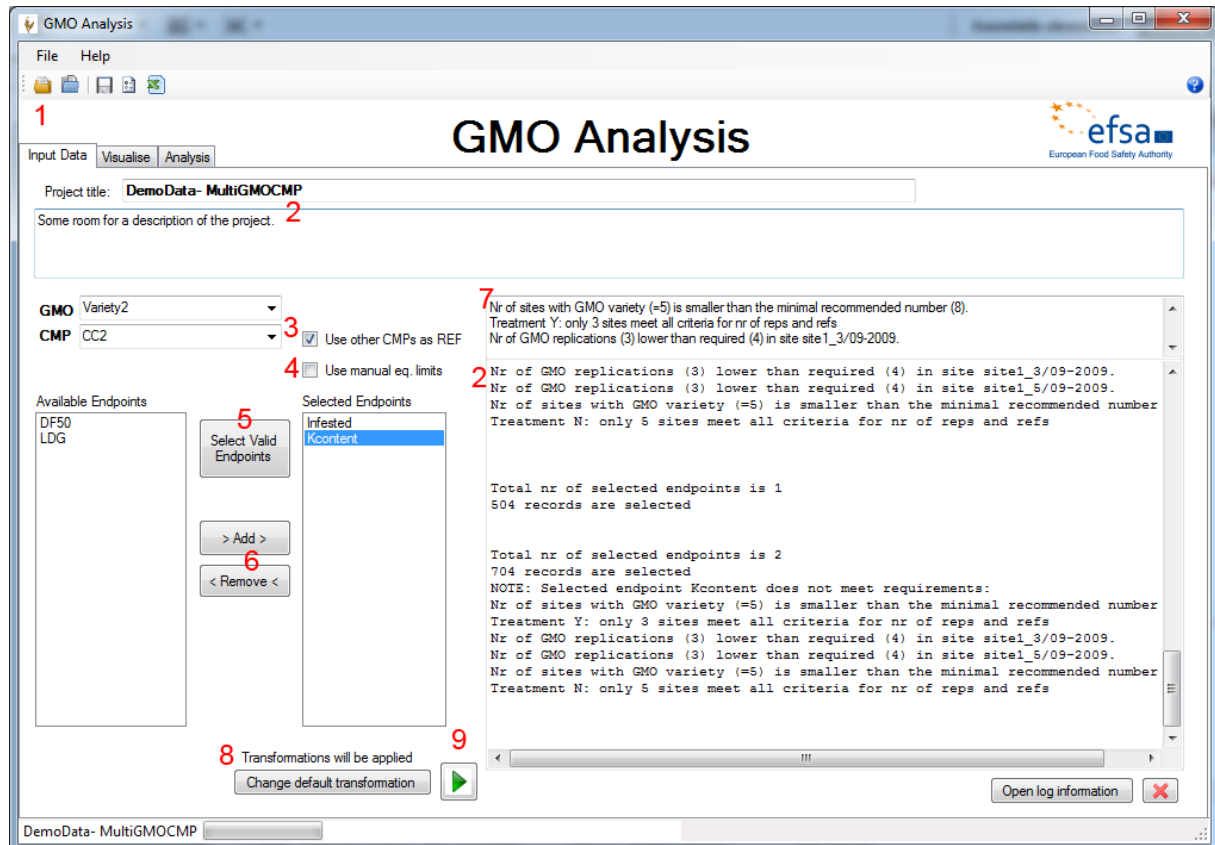 GMO Analysis
File Help
1
GMO Analysis
efsa
European Food Safety Authority
Input Data Visualise Analysis
Project title: DemoData- MultiGMOCMP
Some room for a description of the project. 2
GMO Variety2
CMP CC2
3 Use other CMPs as REF
4 Use manual eq. limits
7
Nr of sites with GMO variety (=5) is smaller than the minimal recommended number (8).
Treatment Y: only 3 sites meet all criteria for nr of reps and refs
Nr of GMO replications (3) lower than required (4) in site site1_3/09-2009.
Available Endpoints
DF50
LDG
5
Select Valid
Endpoints
> Add >
6
< Remove <
Selected Endpoints
Infested
Kcontent
2
Nr of GMO replications (3) lower than required (4) in site site1_3/09-2009.
Nr of GMO replications (3) lower than required (4) in site site1_5/09-2009.
Nr of sites with GMO variety (=5) is smaller than the minimal recommended number
Treatment N: only 5 sites meet all criteria for nr of reps and refs
Total nr of selected endpoints is 1
504 records are selected
Total nr of selected endpoints is 2
704 records are selected
NOTE: Selected endpoint Kcontent does not meet requirements:
Nr of sites with GMO variety (=5) is smaller than the minimal recommended number
Treatment Y: only 3 sites meet all criteria for nr of reps and refs
Nr of GMO replications (3) lower than required (4) in site site1_3/09-2009.
Nr of GMO replications (3) lower than required (4) in site site1_5/09-2009.
Nr of sites with GMO variety (=5) is smaller than the minimal recommended number
Treatment N: only 5 sites meet all criteria for nr of reps and refs
8 Transformations will be applied
Change default transformation
9
Open log information
DemoData- MultiGMOCMP